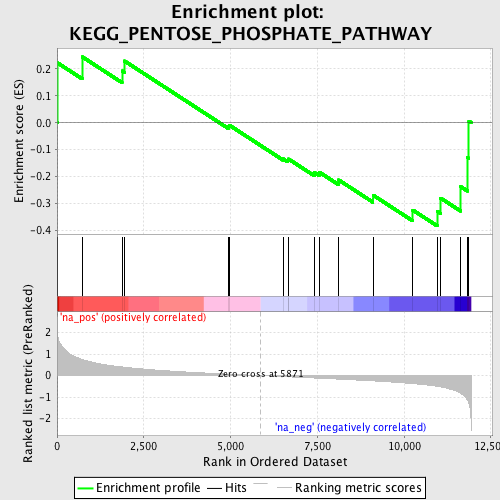 Enrichment plot:
KEGG_PENTOSE_PHOSPHATE_PATHWAY
Enrichment score (ES)
0.2
0.1
0.0
-0.1
-0.2
-0.3
-0.4
'na_pos' (positively correlated)
Ranked list metric (PreRanked)
2
1
0
-1
-2
Zero cross at 5871
'na_neg' (negatively correlated)
0
2,500
5,000
7,500
10,000
12,500
Rank in Ordered Dataset
Enrichment profile
Hits
Ranking metric scores